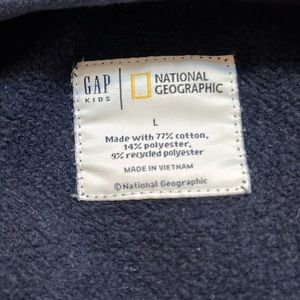 GAP
KIDS
NATIONAL
GEOGRAPHIC
L
Made with 77% cotton,
14% polyester,
9% recycled polyester
MADE IN VIETNAM
©National Geographic